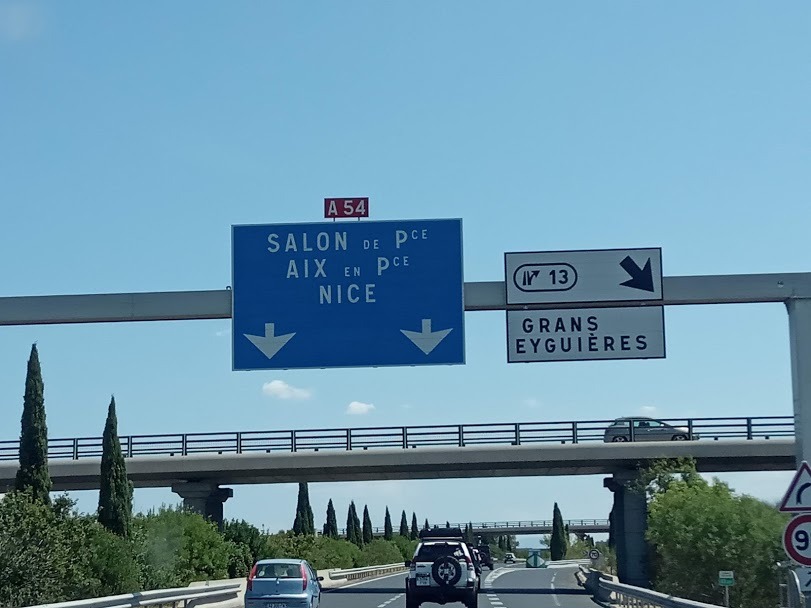 A 54
SALON DE Pce
AIX EN Pce
NICE
13
GRANS
EYGUIÈRES